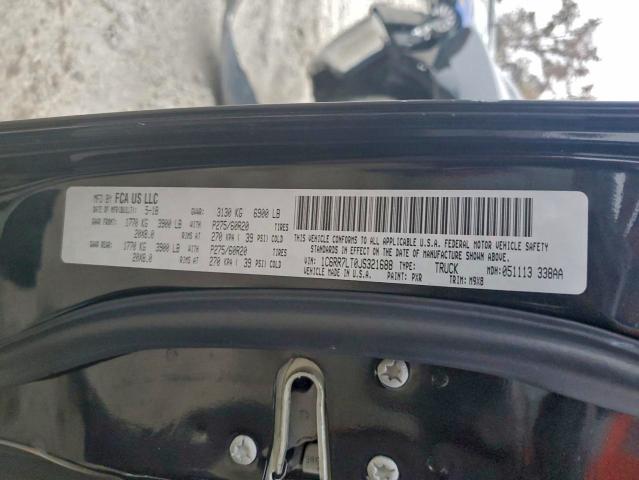 MFD BY FCA US LLC
DATE OF MFR(BUILT): 5-18 GVWR: 3130 KG 6900 LB
GAWR FRONT: 1770 KG 3900 LB WITH P275/60R20 TIRES
20X8.0 RIMS AT 270 KPA ( 39 PSI) COLD
GAWR REAR: 1770 KG 3900 LB WITH P275/60R20 TIRES
20X8.0 RIMS AT 270 KPA ( 39 PSI) COLD
THIS VEHICLE CONFORMS TO ALL APPLICABLE U.S.A. FEDERAL MOTOR VEHICLE SAFETY
STANDARDS IN EFFECT ON THE DATE OF MANUFACTURE SHOWN ABOVE.
VIN: 1C6RR7LT0JS321688 TYPE: TRUCK MDH: 051113 338AA
VEHICLE MADE IN U.S.A. PAINT: PXR TRIM: M9X8